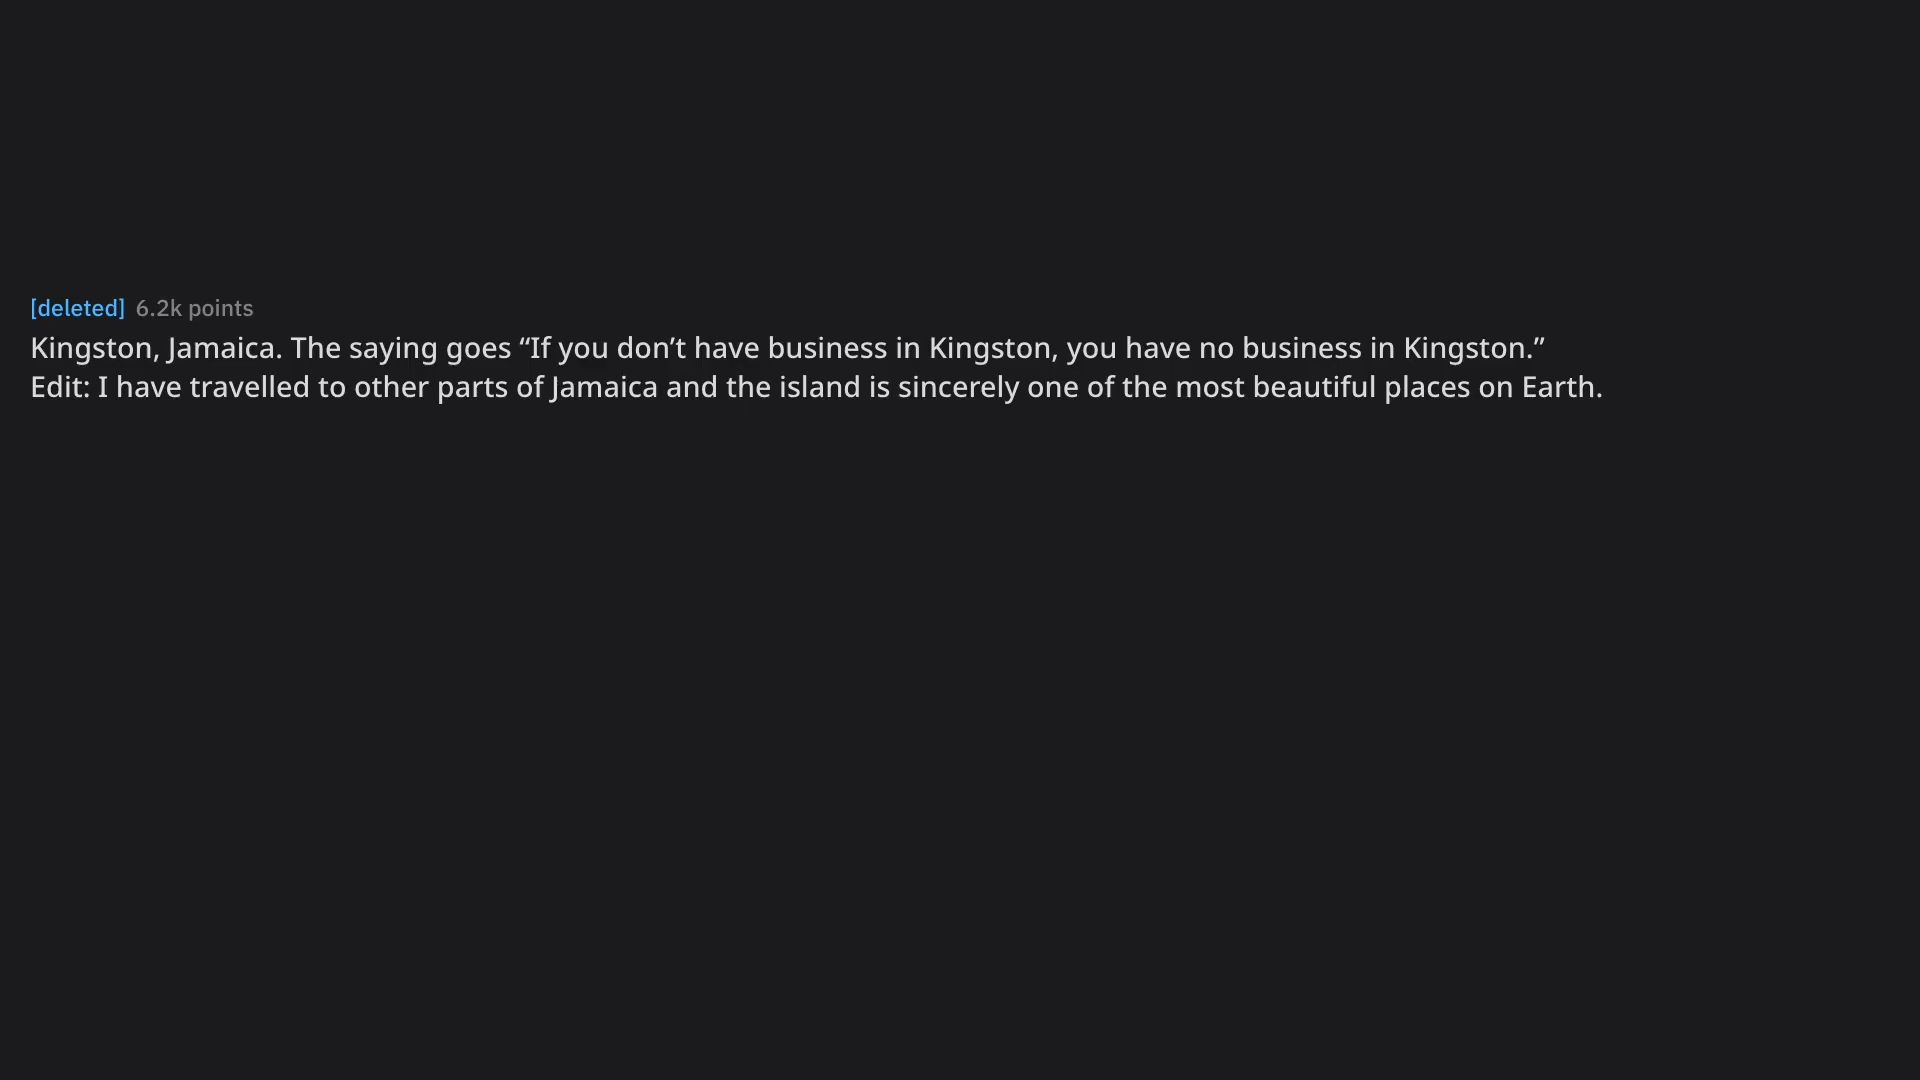 [deleted] 6.2k points
Kingston, Jamaica. The saying goes “If you don’t have business in Kingston, you have no business in Kingston.”
Edit: I have travelled to other parts of Jamaica and the island is sincerely one of the most beautiful places on Earth.